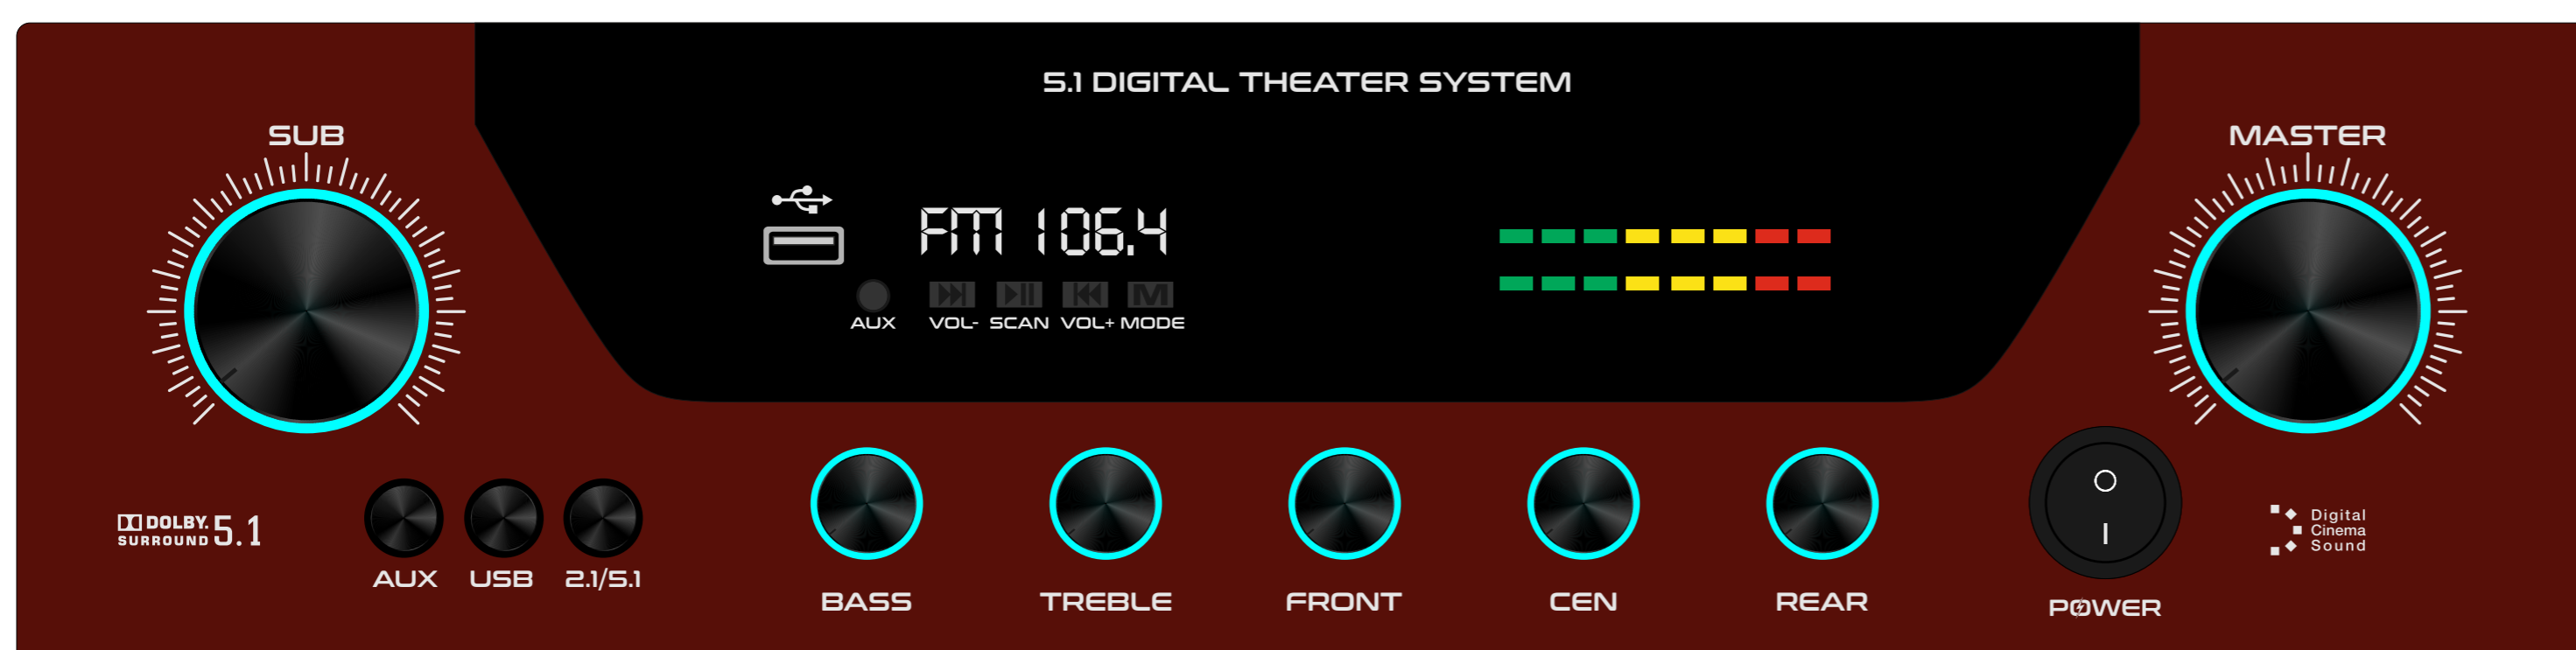 5.1 DIGITAL THEATER SYSTEM
SUB
MASTER
FM 106.4
M
AUX VOL- SCAN VOL+ MODE
DOLBY.
SURROUND 5.1
AUX USB 2.1/5.1
BASS TREBLE FRONT CEN REAR
POWER
Digital
Cinema
Sound